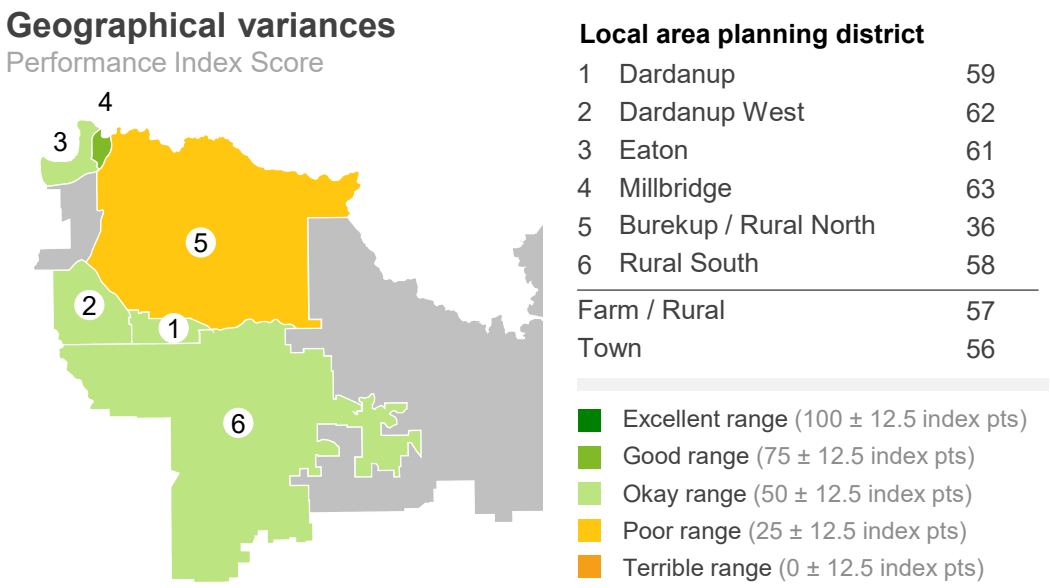 Geographical variances
Performance Index Score
4
3
5
2
1
6
Local area planning district
1 Dardanup 59
2 Dardanup West 62
3 Eaton 61
4 Millbridge 63
5 Burekup / Rural North 36
6 Rural South 58
Farm / Rural 57
Town 56
Excellent range (100 ± 12.5 index pts)
Good range (75 ± 12.5 index pts)
Okay range (50 ± 12.5 index pts)
Poor range (25 ± 12.5 index pts)
Terrible range (0 ± 12.5 index pts)